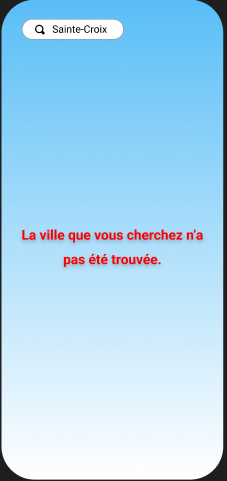 Sainte-Croix
La ville que vous cherchez n'a
pas été trouvée.